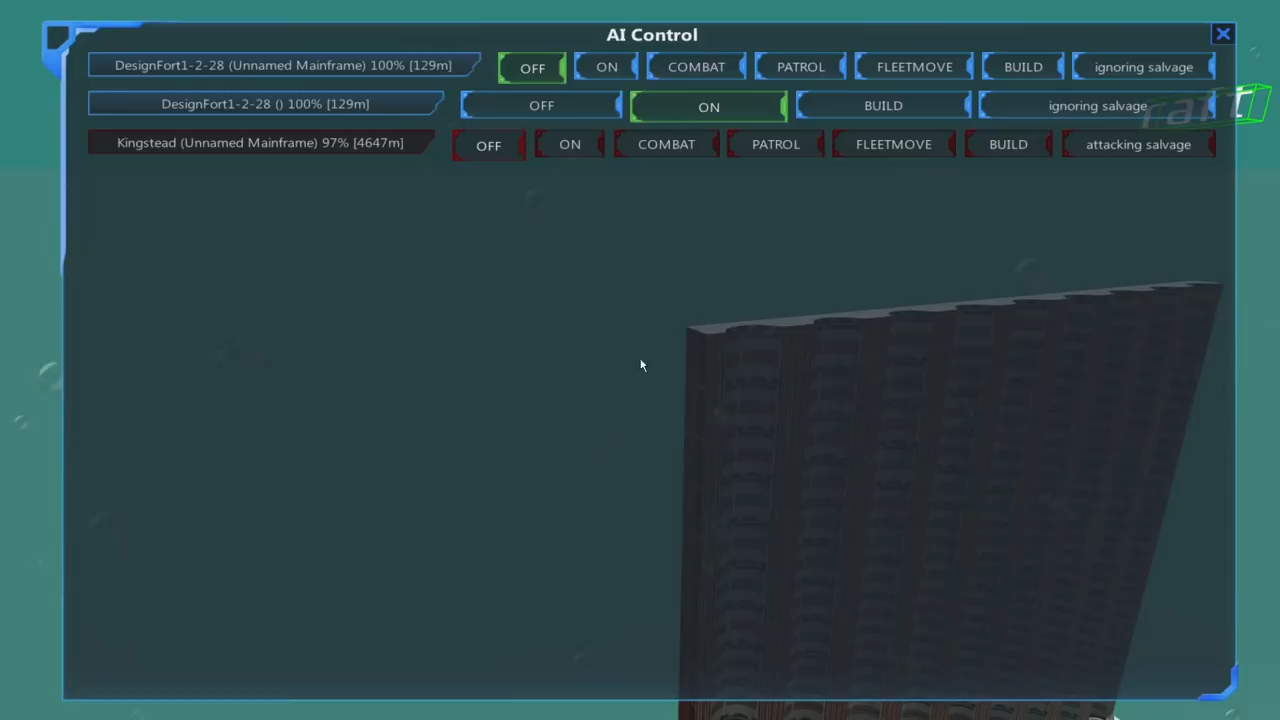 AI Control
DesignFort1-2-28 (Unnamed Mainframe) 100% [129m] OFF ON COMBAT PATROL FLEETMOVE BUILD ignoring salvage
DesignFort1-2-28 () 100% [129m] OFF ON BUILD ignoring salvage
Kingstead (Unnamed Mainframe) 97% [4647m] OFF ON COMBAT PATROL FLEETMOVE BUILD attacking salvage